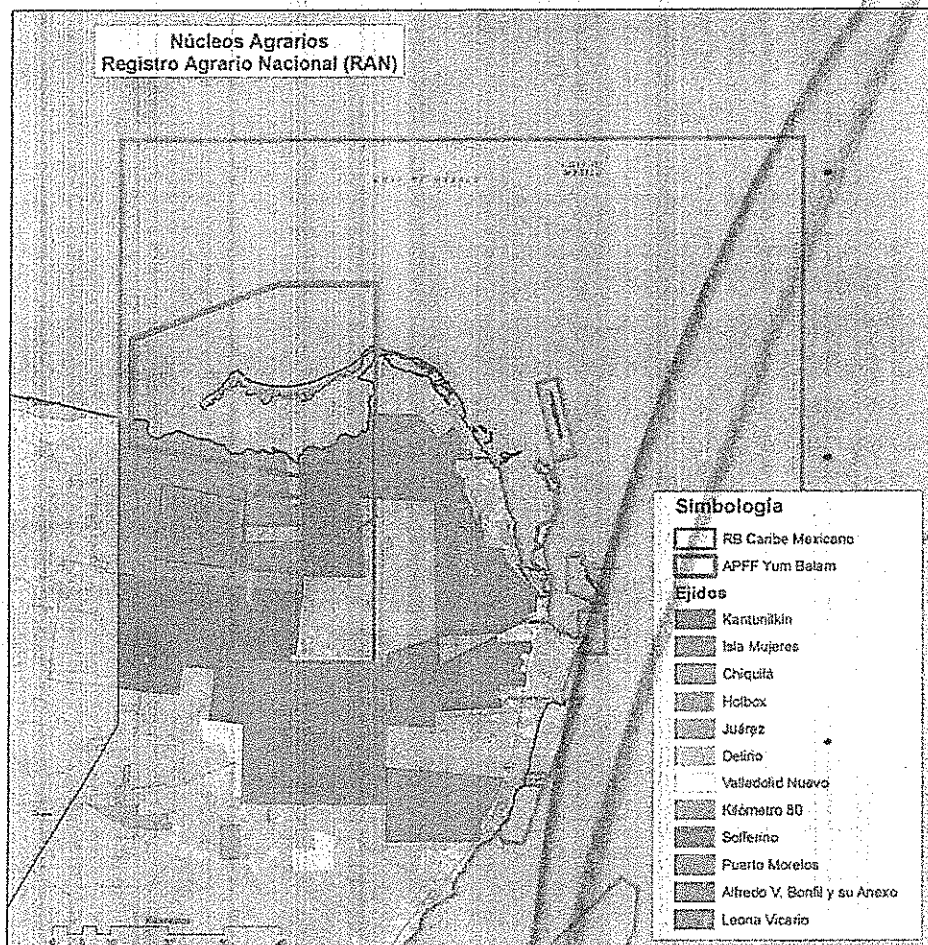 Núcleos Agrarios
Registro Agrario Nacional (RAN)
Simbología
RB Caribe Mexicano
APFF Yum Balam
Ejidos
Kantunilkín
Isla Mujeres
Chiquilá
Holbox
Juárez
Delirio
Valladolid Nuevo
Kilómetro 80
Solferino
Puerto Morelos
Alfredo V. Bonfil y su Anexo
Leona Vicario